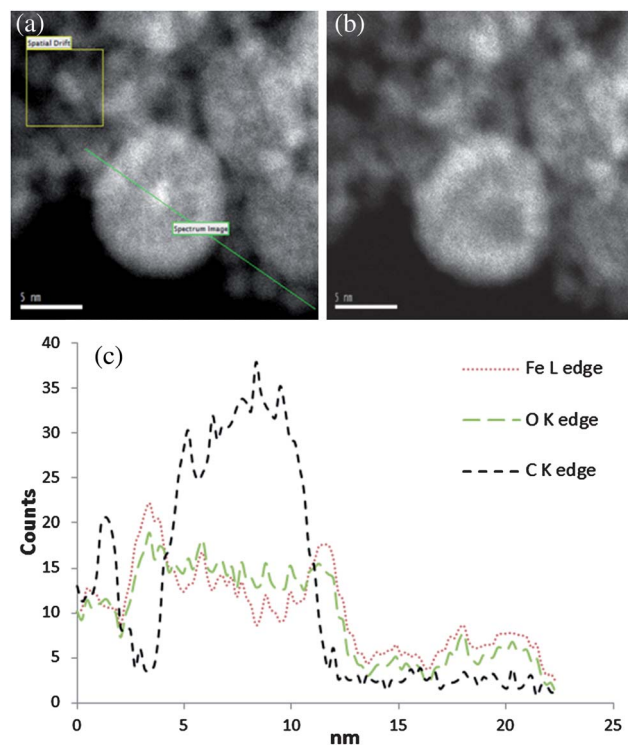 (a)
Spatial Drift
Spectrum Image
5 nm
(b)
5 nm
(c)
40
35
30
25
20
15
10
5
0
Counts
Fe L edge
O K edge
C K edge
0 5 10 15 20 25
nm